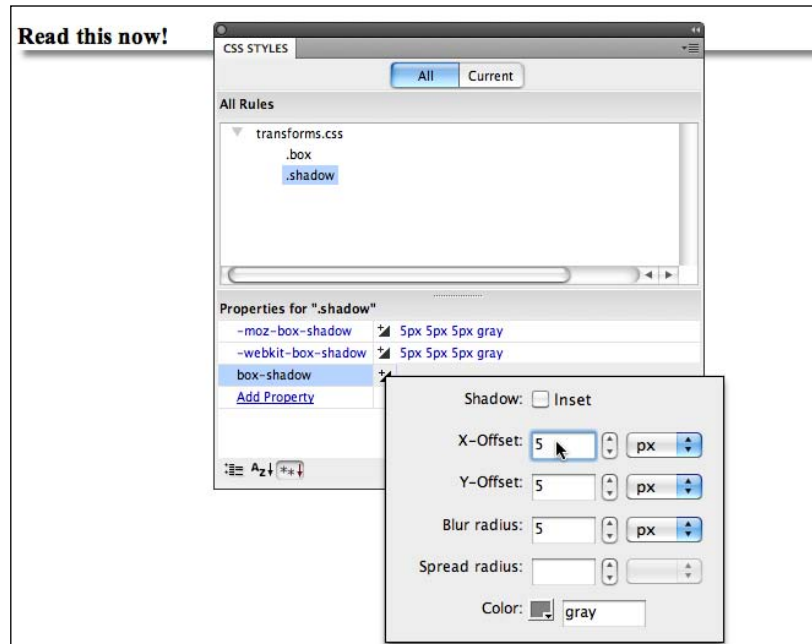 Read this now!
CSS STYLES
All Current
All Rules
transforms.css
.box
.shadow
Properties for ".shadow"
-moz-box-shadow 5px 5px 5px gray
-webkit-box-shadow 5px 5px 5px gray
box-shadow
Add Property
Shadow: Inset
X-Offset: 5 px
Y-Offset: 5 px
Blur radius: 5 px
Spread radius:
Color: gray